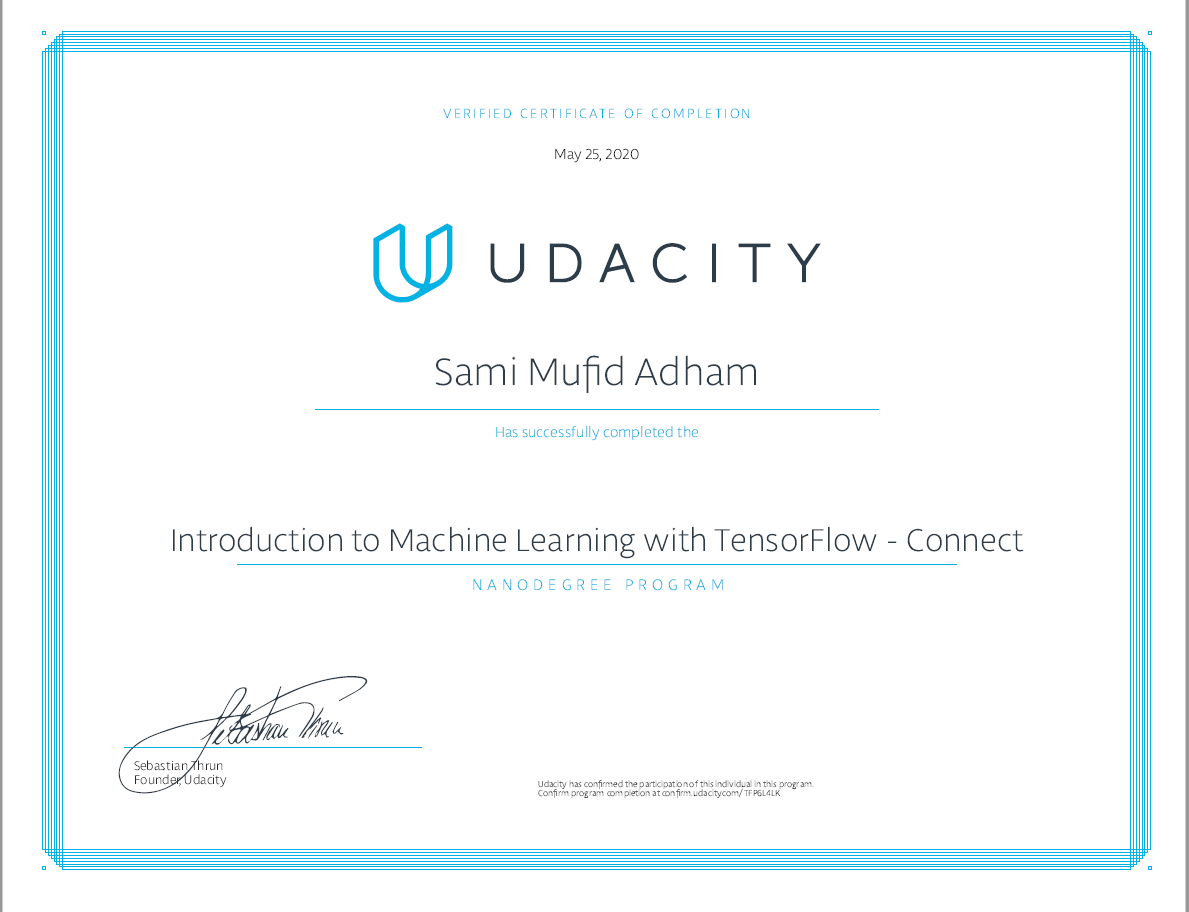 VERIFIED CERTIFICATE OF COMPLETION
May 25, 2020
UDACITY
Sami Mufid Adham
Has successfully completed the
Introduction to Machine Learning with TensorFlow - Connect
NANODEGREE PROGRAM
Sebastian Thrun
Sebastian Thrun
Founder, Udacity
Udacity has confirmed the participation of this individual in this program.
Confirm program completion at confirm.udacity.com/TFP6L4LK